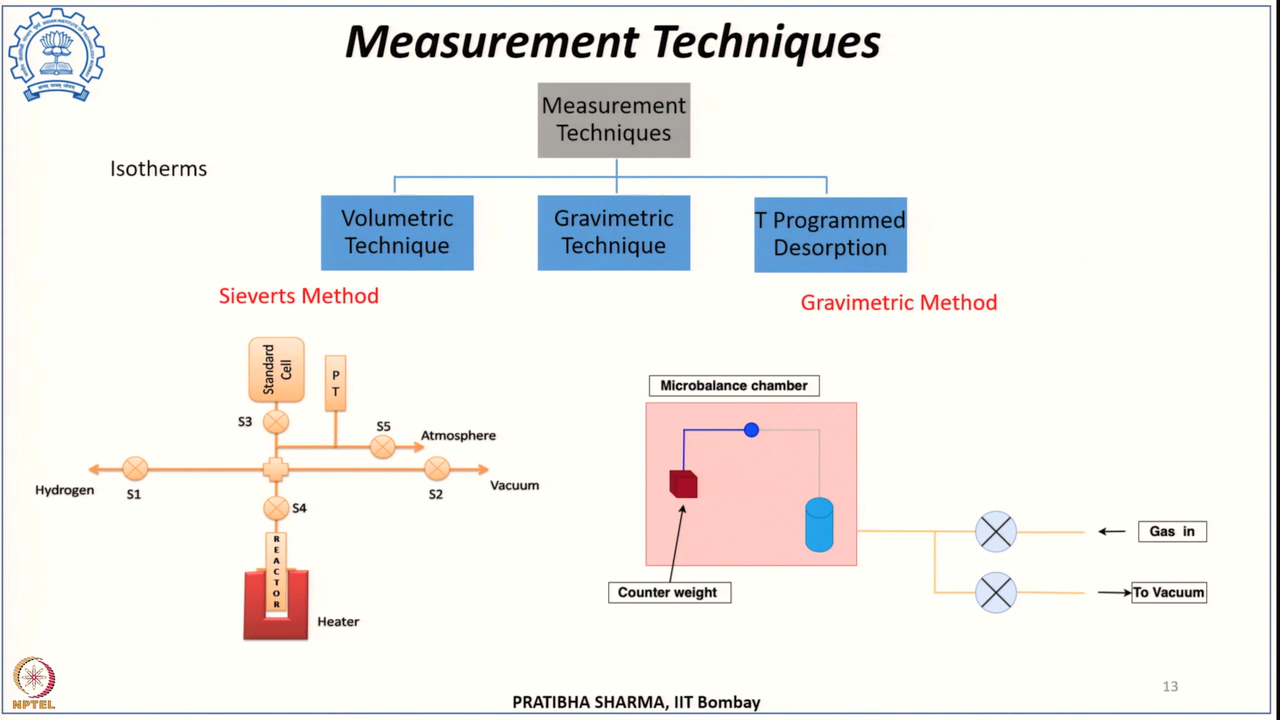 Measurement Techniques
Measurement
Techniques
Isotherms
Volumetric
Technique
Gravimetric
Technique
T Programmed
Desorption
Sieverts Method
Gravimetric Method
Standard
Cell
P
T
S3
S5
Atmosphere
Hydrogen
S1
S2
Vacuum
S4
REACTOR
Heater
Microbalance chamber
Counter weight
Gas in
To Vacuum
NPTEL
PRATIBHA SHARMA, IIT Bombay
13